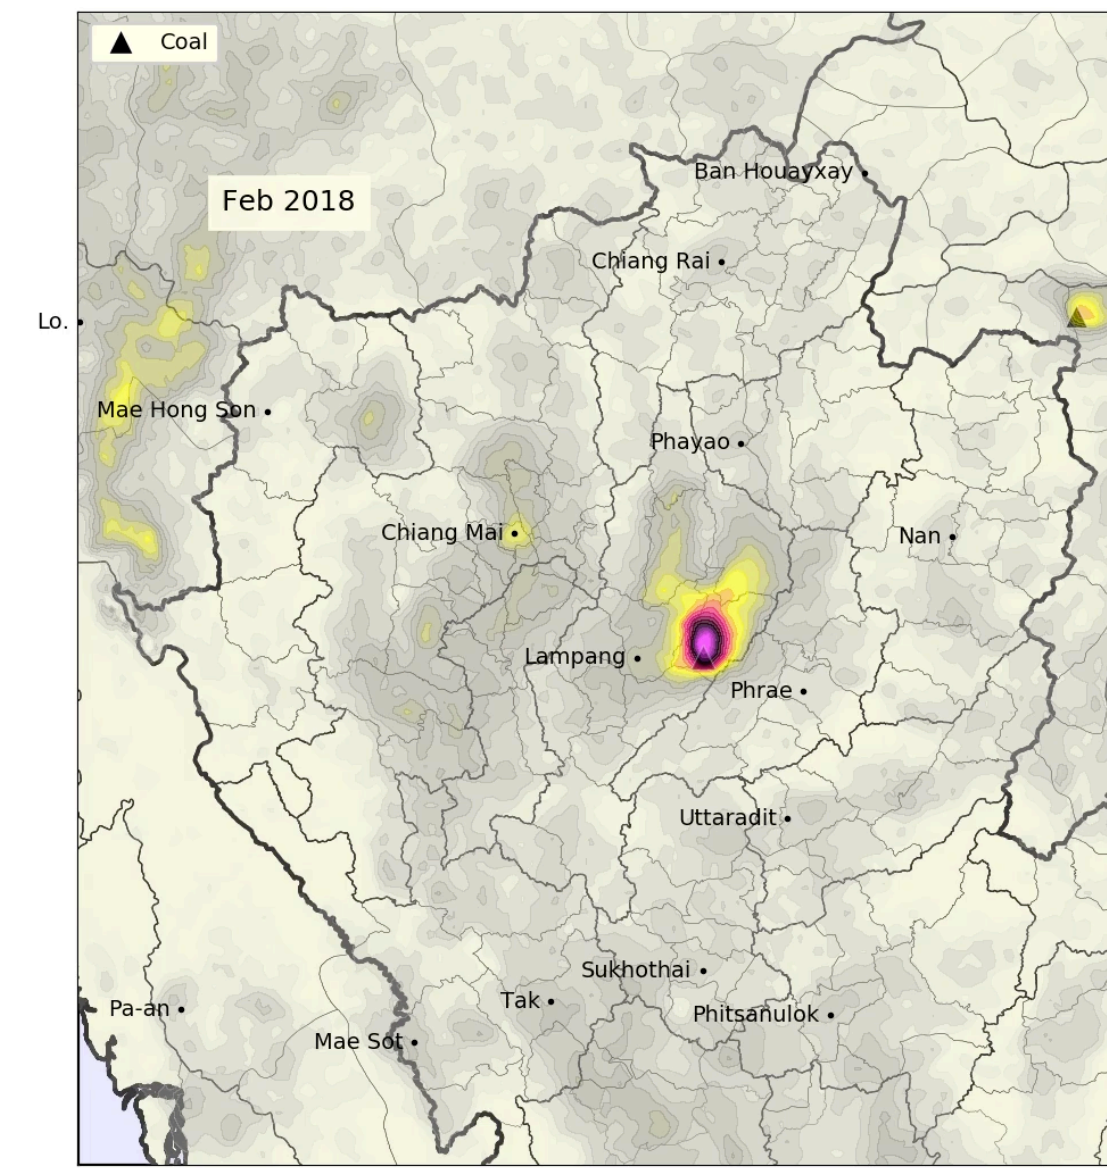 Coal
Ban Houayxay
Feb 2018
Chiang Rai
Lo.
Mae Hong Son
Phayao
Chiang Mai
Nan
Lampang
Phrae
Uttaradit
Sukhothai
Tak
Pa-an
Phitsanulok
Mae Sot